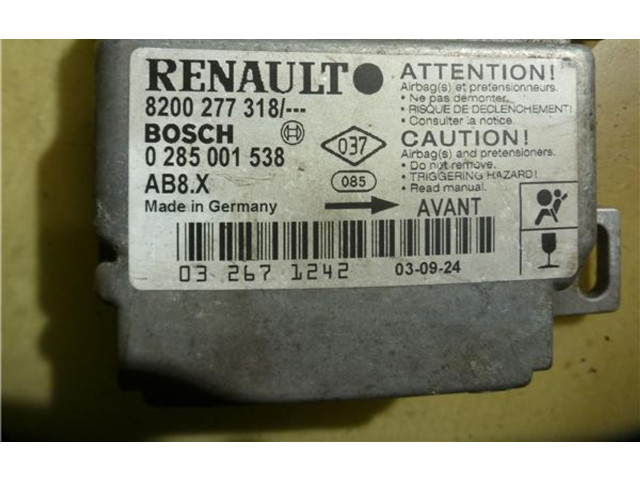 RENAULT
8200 277 318/---
BOSCH
0 285 001 538
AB8.X
Made in Germany
037
085
ATTENTION!
Airbag(s) et pretensionneurs.
• Ne pas démonter.
• RISQUE DE DECLENCHEMENT!
• Consulter la notice.
CAUTION!
Airbag(s) and pretensioners.
• Do not remove.
• TRIGGERING HAZARD!
• Read manual.
AVANT
03 267 1242
03-09-24